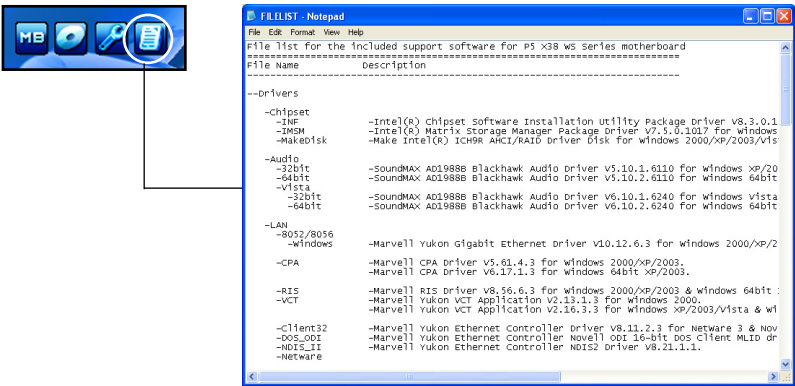 MB
FILELIST - Notepad
File Edit Format View Help
File list for the included support software for P5 X38 WS Series motherboard
========================================================================
File Name Description
------------------------------------------------------------------------
--Drivers
-Chipset
-INF -Intel(R) Chipset Software Installation Utility Package Driver V8.3.0.1
-IMSM -Intel(R) Matrix Storage Manager Package Driver V7.5.0.1017 for Windows
-MakeDisk -Make Intel(R) ICH9R AHCI/RAID Driver Disk for Windows 2000/XP/2003/Vis
-Audio
-32bit -SoundMAX AD1988B Blackhawk Audio Driver V5.10.1.6110 for Windows XP/20
-64bit -SoundMAX AD1988B Blackhawk Audio Driver V5.10.2.6110 for Windows 64bit
-Vista
-32bit -SoundMAX AD1988B Blackhawk Audio Driver V6.10.1.6240 for Windows Vista
-64bit -SoundMAX AD1988B Blackhawk Audio Driver V6.10.2.6240 for Windows 64bit
-LAN
-8052/8056
-Windows -Marvell Yukon Gigabit Ethernet Driver V10.12.6.3 for Windows 2000/XP/2
-CPA -Marvell CPA Driver V5.61.4.3 for Windows 2000/XP/2003.
-Marvell CPA Driver V6.17.1.3 for Windows 64bit XP/2003.
-RIS -Marvell RIS Driver V8.56.6.3 for Windows 2000/XP/2003 & Windows 64bit
-VCT -Marvell Yukon VCT Application V2.13.1.3 for Windows 2000.
-Marvell Yukon VCT Application V2.16.3.3 for Windows XP/2003/Vista & Wi
-Client32 -Marvell Yukon Ethernet Controller Driver V8.11.2.3 for NetWare 3 & Nov
-DOS_ODI -Marvell Yukon Ethernet Controller Novell ODI 16-bit DOS Client MLID dr
-NDIS_II -Marvell Yukon Ethernet Controller NDIS2 Driver V8.21.1.1.
-Netware